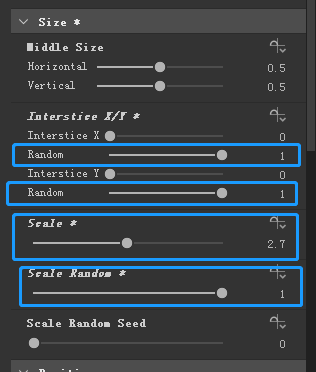 Size *
Middle Size
Horizontal 0.5
Vertical 0.5
Interstice X/Y *
Interstice X 0
Random 1
Interstice Y 0
Random 1
Scale *
2.7
Scale Random *
1
Scale Random Seed
0